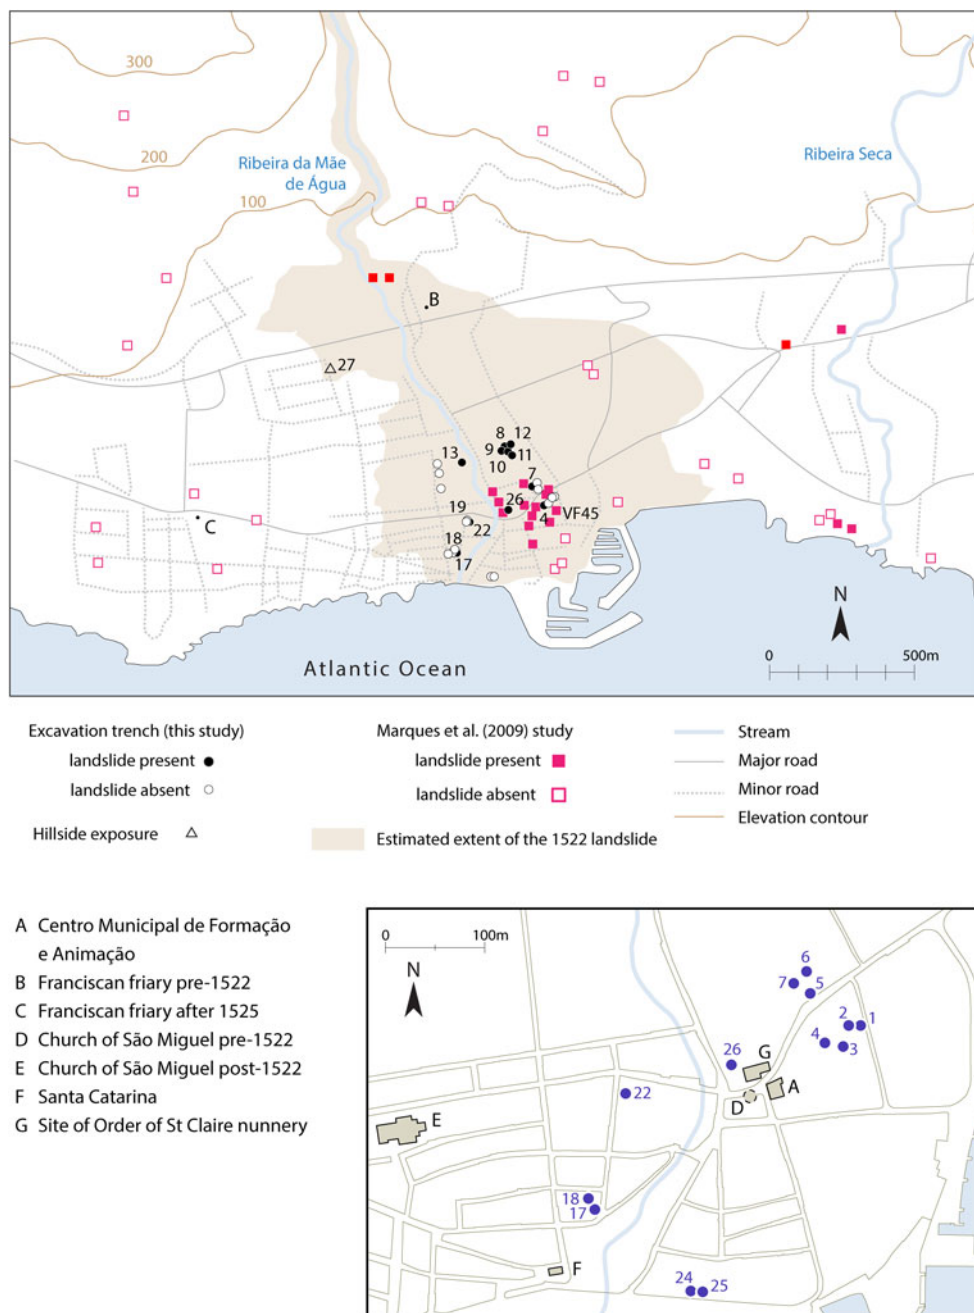 300
200
Ribeira da Mãe
de Água
100
Ribeira Seca
B
27
8
12
9
11
10
13
7
26
19
4
VF45
22
C
18
17
N
0
500m
Atlantic Ocean
Excavation trench (this study)
landslide present
landslide absent
Hillside exposure
Marques et al. (2009) study
landslide present
landslide absent
Estimated extent of the 1522 landslide
Stream
Major road
Minor road
Elevation contour
A Centro Municipal de Formação
e Animação
B Franciscan friary pre-1522
C Franciscan friary after 1525
D Church of São Miguel pre-1522
E Church of São Miguel post-1522
F Santa Catarina
G Site of Order of St Claire nunnery
0
100m
N
6
7
5
2
1
4
3
26
G
A
D
22
E
18
17
F
24
25